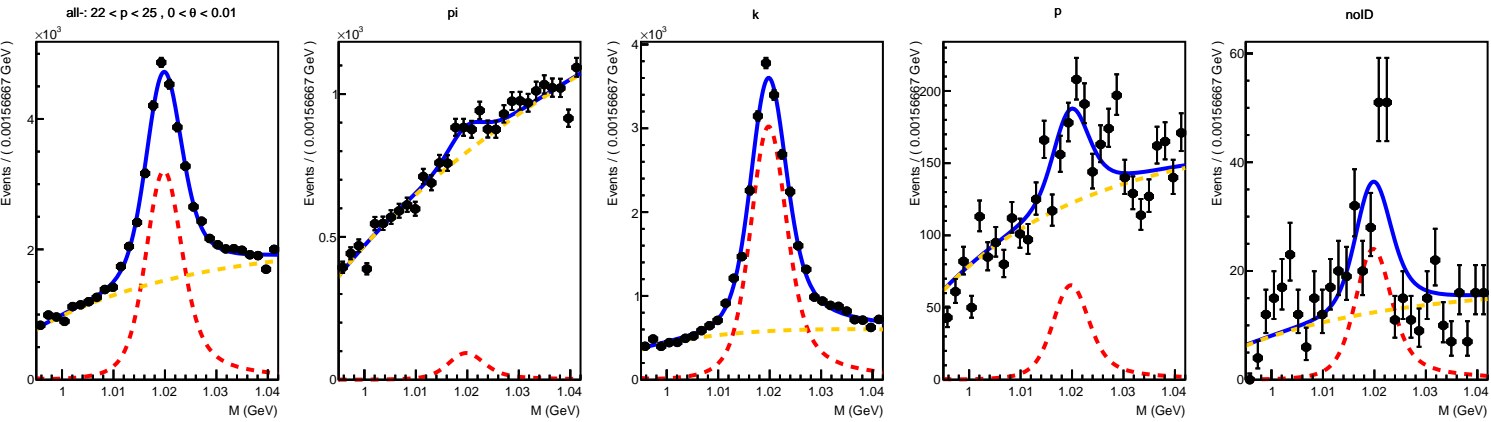 all-: 22 < p < 25 , 0 < θ < 0.01
×10³
Events / ( 0.00156667 GeV )
4
2
0
1 1.01 1.02 1.03 1.04
M (GeV)
pi
×10³
Events / ( 0.00156667 GeV )
1
0.5
0
1 1.01 1.02 1.03 1.04
M (GeV)
k
×10³
Events / ( 0.00156667 GeV )
4
3
2
1
0
1 1.01 1.02 1.03 1.04
M (GeV)
p
Events / ( 0.00156667 GeV )
200
150
100
50
0
1 1.01 1.02 1.03 1.04
M (GeV)
noID
Events / ( 0.00156667 GeV )
60
40
20
0
1 1.01 1.02 1.03 1.04
M (GeV)